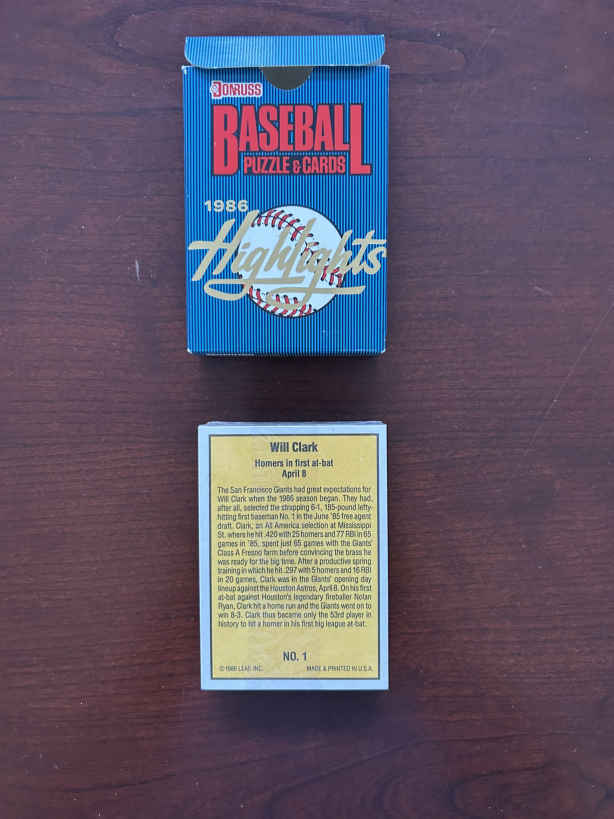 DONRUSS
BASEBALL
PUZZLE & CARDS
1986
Highlights
Will Clark
Homers in first at-bat
April 8
The San Francisco Giants had great expectations for
Will Clark when the 1986 season began. They had,
after all, selected the strapping 6-1, 185-pound lefty-
hitting first baseman No. 1 in the June '85 free agent
draft. Clark, an All America selection at Mississippi
St. where he hit .420 with 25 homers and 77 RBI in 65
games in '85, spent just 65 games with the Giants'
Class A Fresno farm before convincing the brass he
was ready for the big time. After a productive spring
training in which he hit .297 with 5 homers and 16 RBI
in 20 games, Clark was in the Giants' opening day
lineup against the Houston Astros, April 8. On his first
at-bat against Houston's legendary fireballer Nolan
Ryan, Clark hit a home run and the Giants went on to
win 8-3. Clark thus became only the 53rd player in
history to hit a homer in his first big league at-bat.
NO. 1
© 1986 LEAF, INC. MADE & PRINTED IN U.S.A.